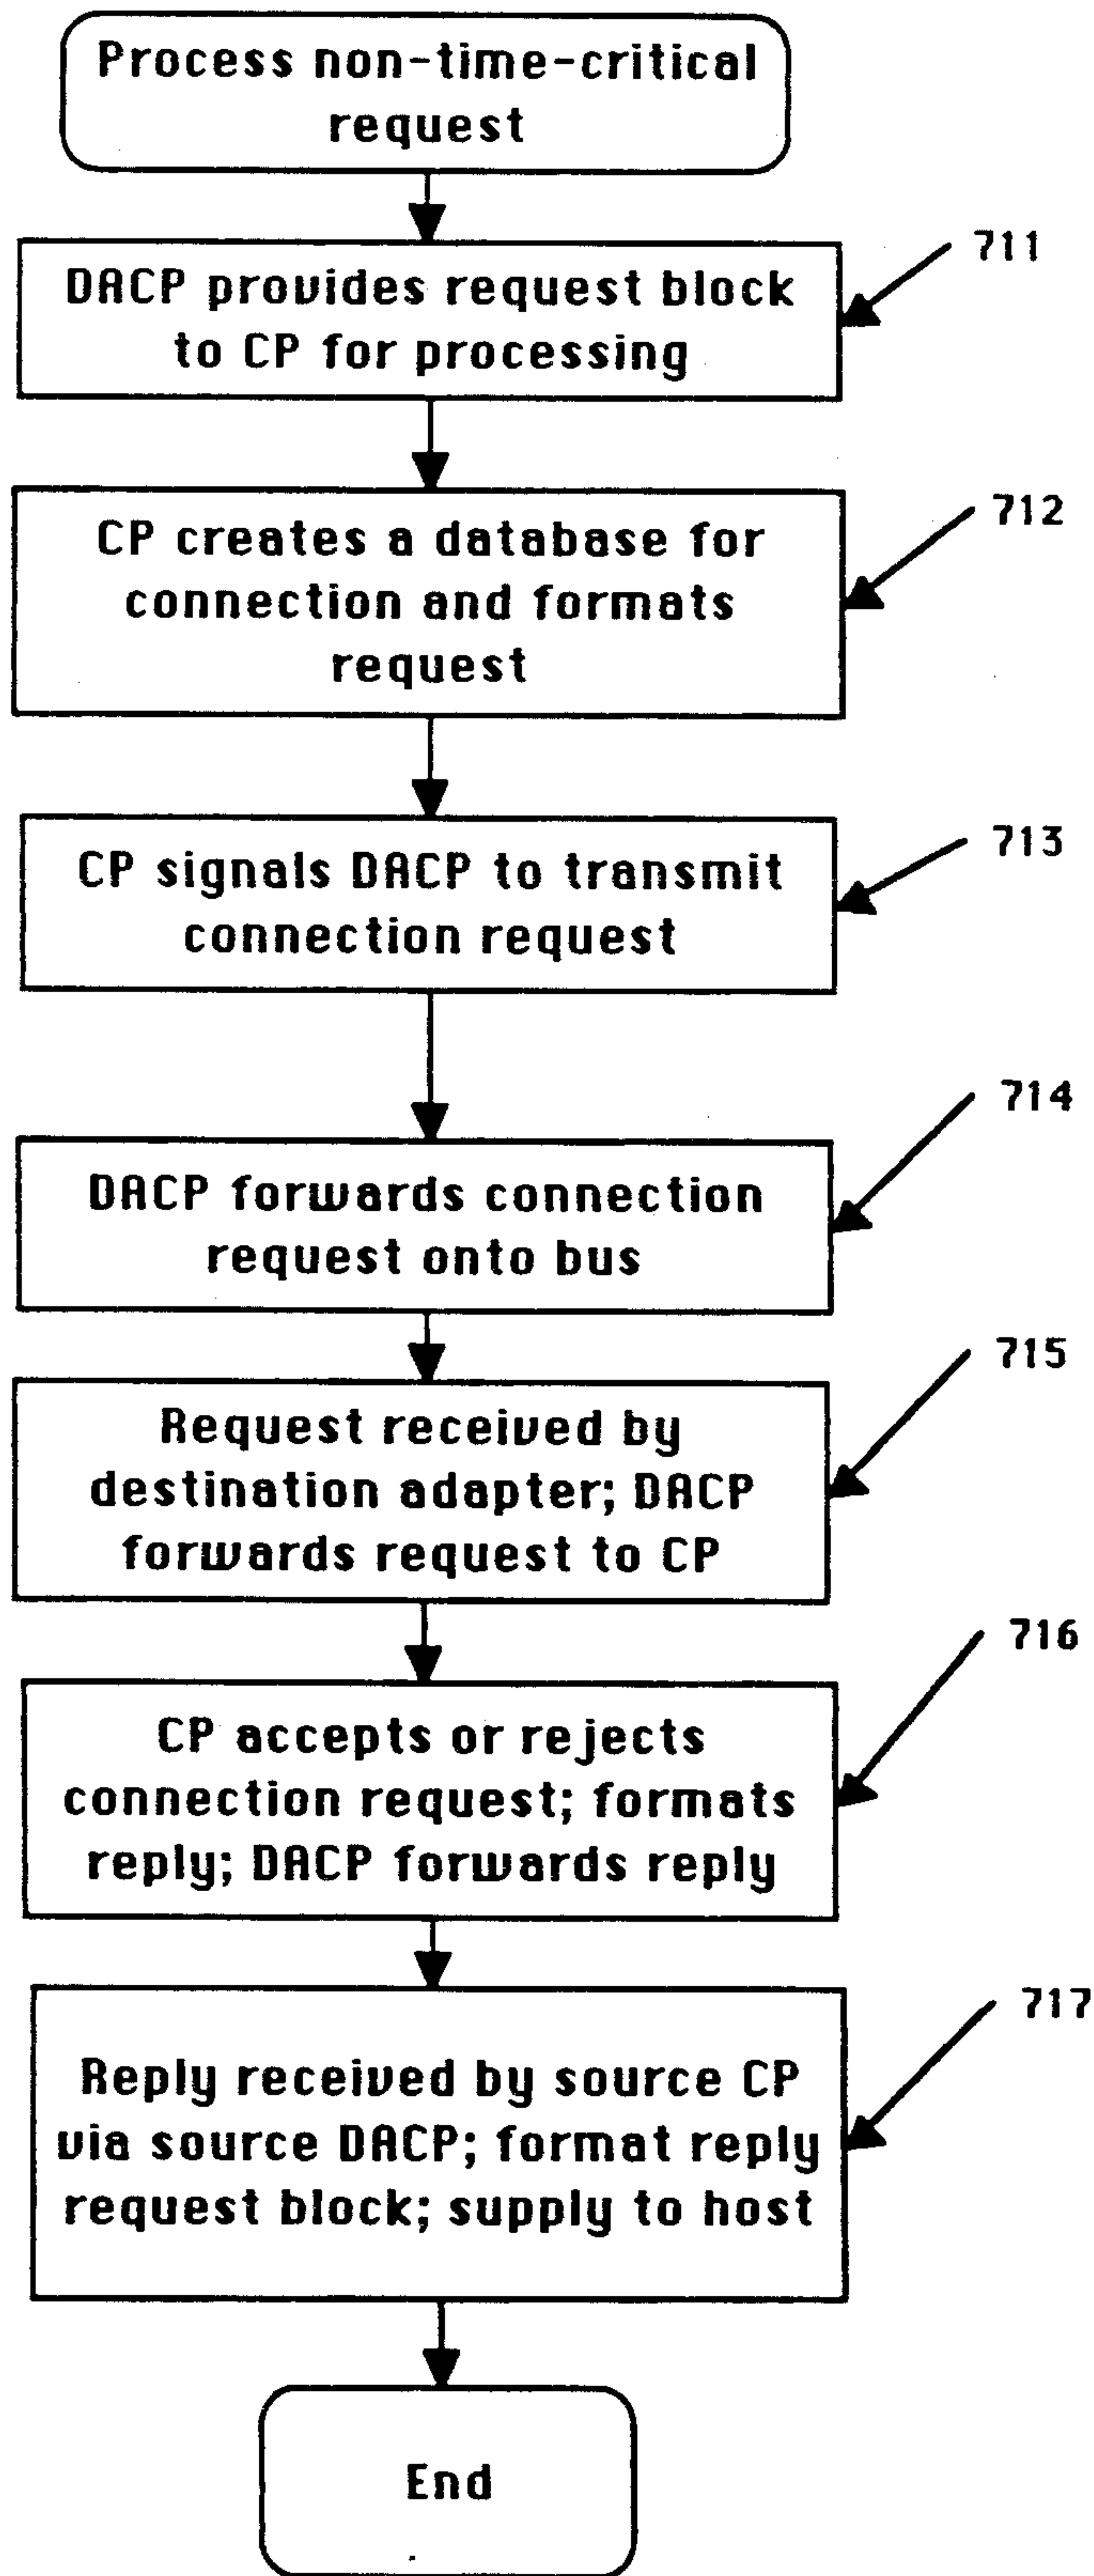 Process non-time-critical
request
DACP provides request block
to CP for processing
711
CP creates a database for
connection and formats
request
712
CP signals DACP to transmit
connection request
713
DACP forwards connection
request onto bus
714
Request received by
destination adapter; DACP
forwards request to CP
715
CP accepts or rejects
connection request; formats
reply; DACP forwards reply
716
Reply received by source CP
via source DACP; format reply
request block; supply to host
717
End